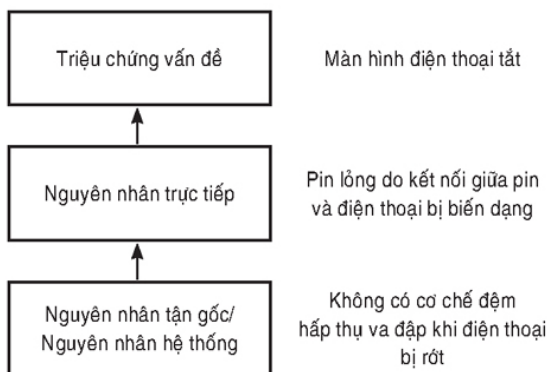 Triệu chứng vấn đề
Màn hình điện thoại tắt
Nguyên nhân trực tiếp
Pin lỏng do kết nối giữa pin
và điện thoại bị biến dạng
Nguyên nhân tận gốc/
Nguyên nhân hệ thống
Không có cơ chế đệm
hấp thụ va đập khi điện thoại
bị rớt